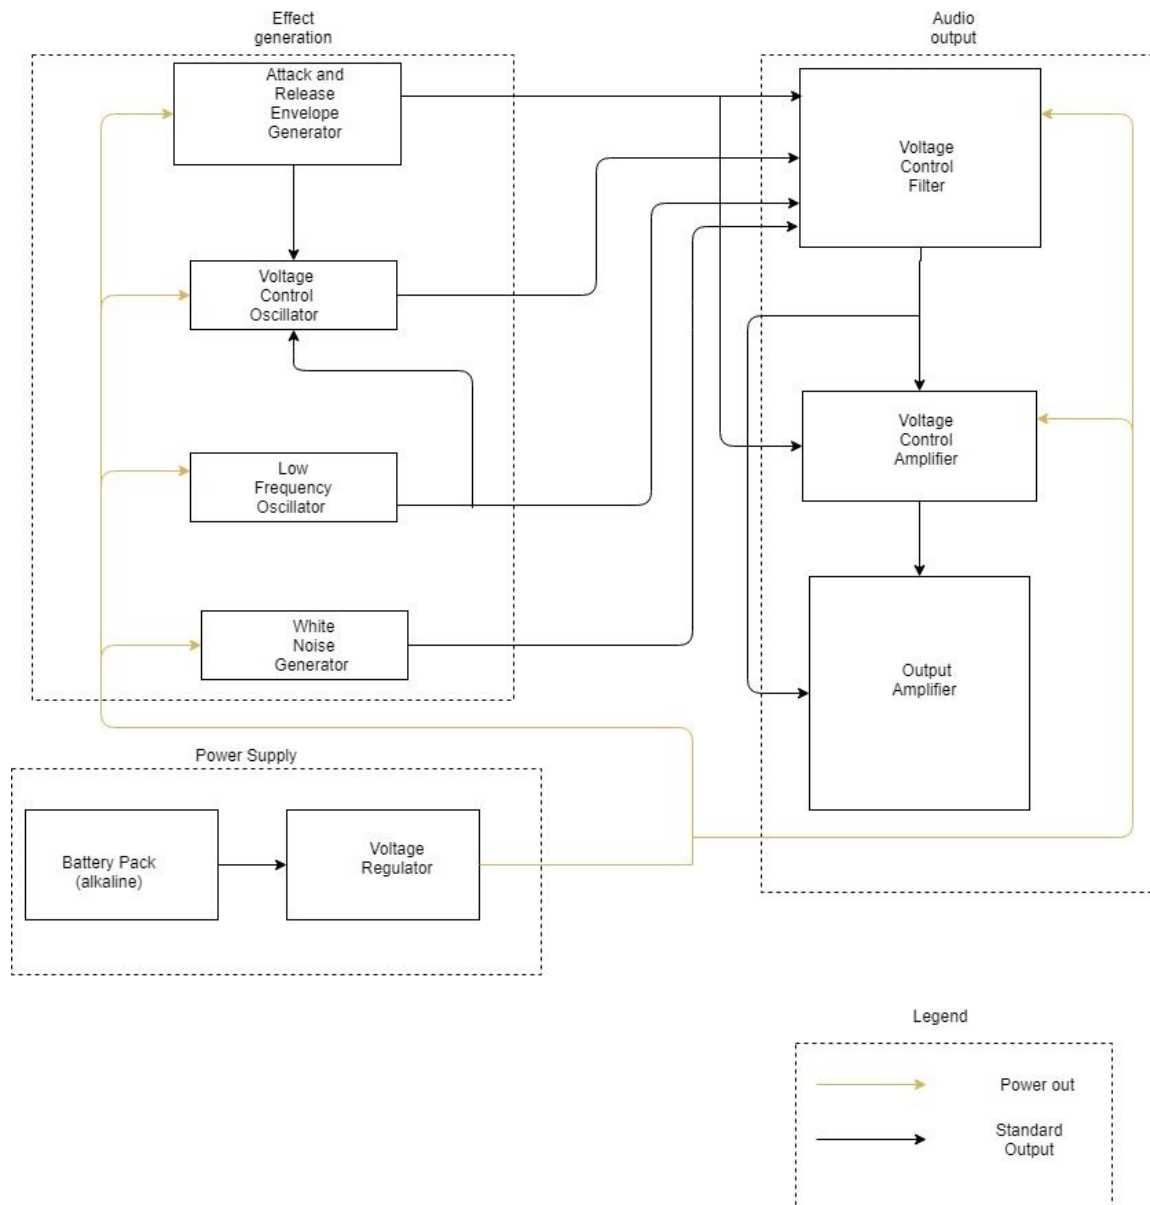 Effect
generation
Attack and
Release
Envelope
Generator
Voltage
Control
Oscillator
Low
Frequency
Oscillator
White
Noise
Generator
Audio
output
Voltage
Control
Filter
Voltage
Control
Amplifier
Output
Amplifier
Power Supply
Battery Pack
(alkaline)
Voltage
Regulator
Legend
Power out
Standard
Output